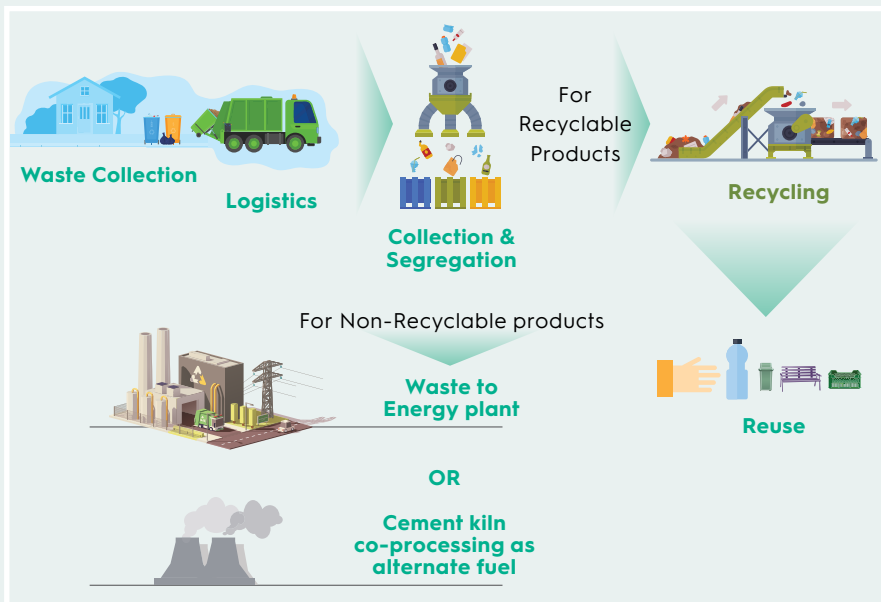 Waste Collection
Logistics
Collection &
Segregation
For
Recyclable
Products
Recycling
Reuse
For Non-Recyclable products
Waste to
Energy plant
OR
Cement kiln
co-processing as
alternate fuel